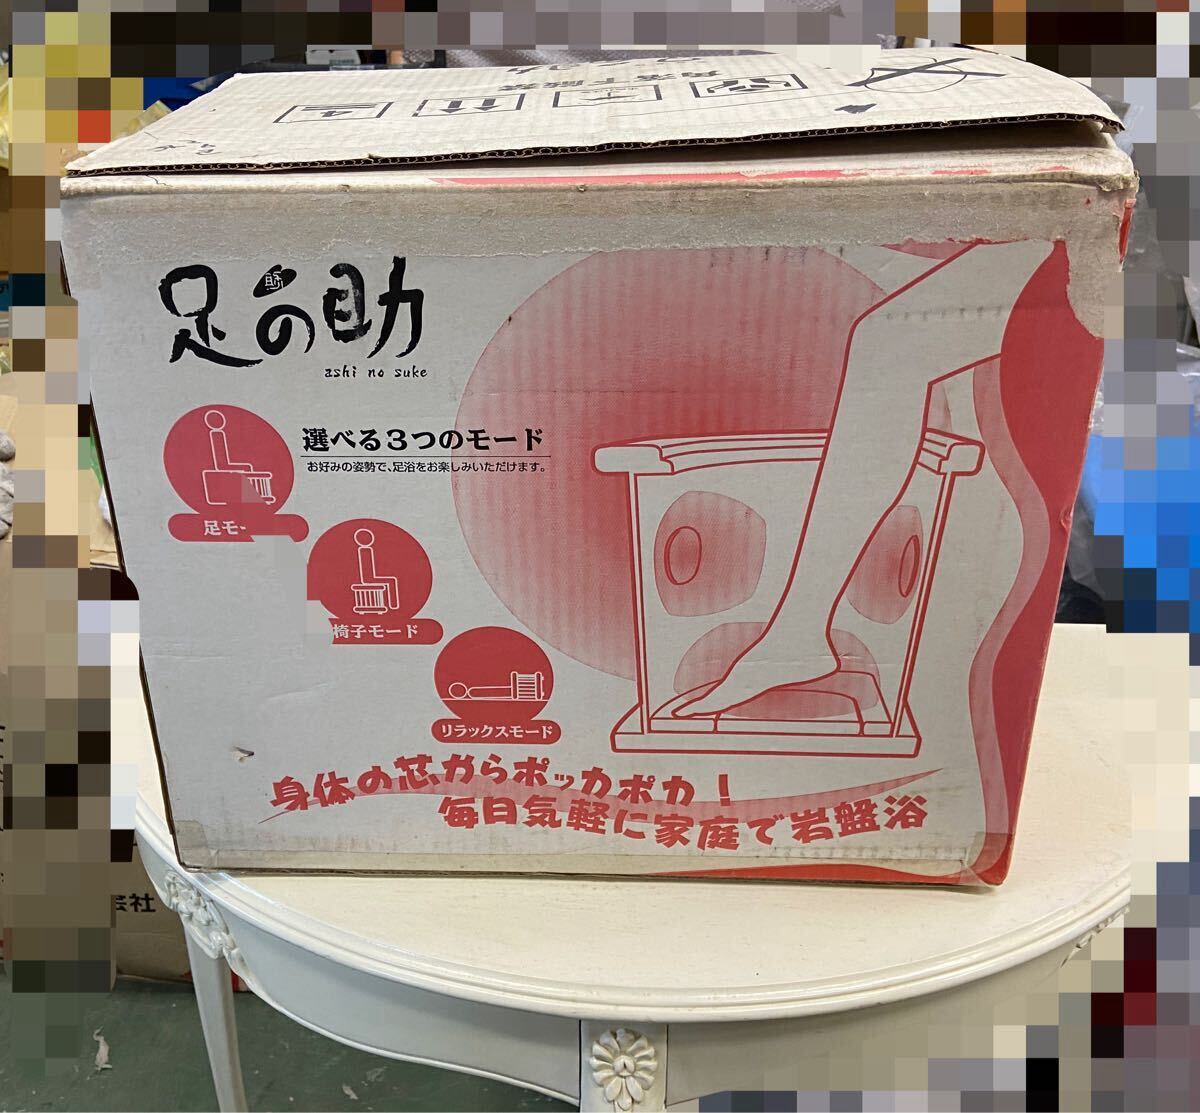 足の助
ashi no suke
選べる3つのモード
お好みの姿勢で、足浴をお楽しみいただけます。
足モ-
椅子モード
リラックスモード
身体の芯からポッカポカ！
毎日気軽に家庭で岩盤浴
会社